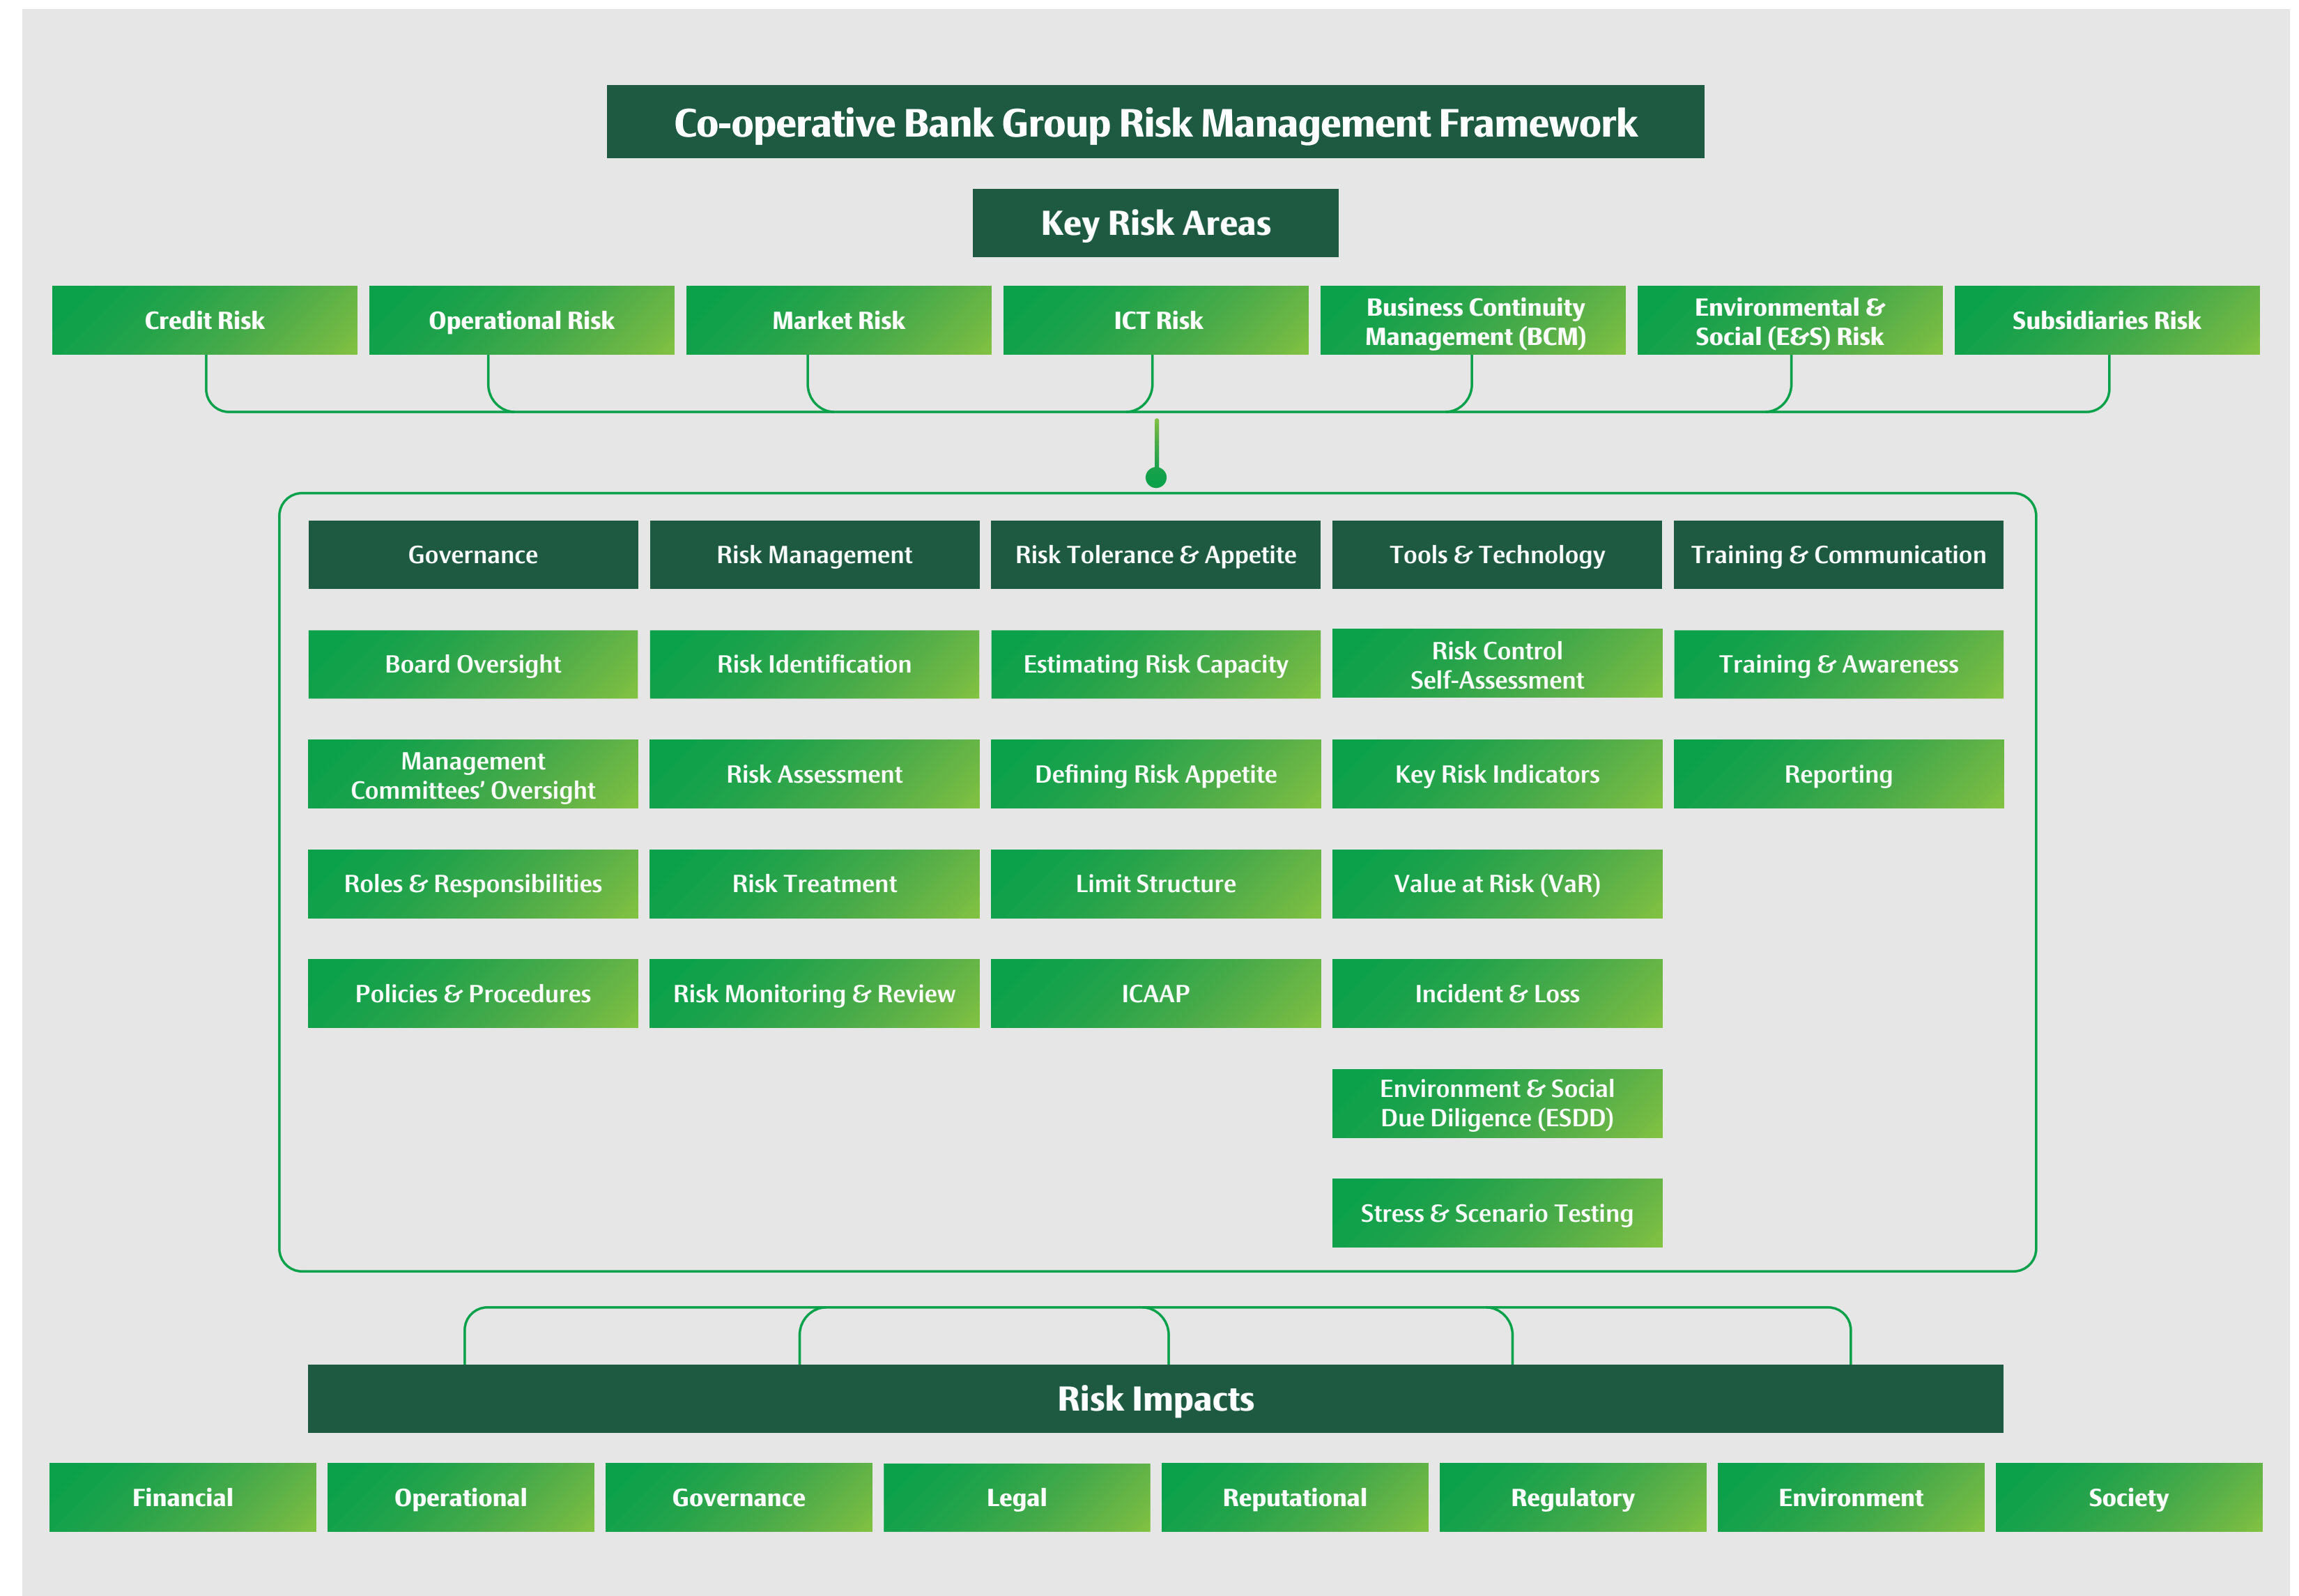 Co-operative Bank Group Risk Management Framework
Key Risk Areas
Credit Risk
Operational Risk
Market Risk
ICT Risk
Business Continuity
Management (BCM)
Environmental &
Social (E&S) Risk
Subsidiaries Risk
Governance
Risk Management
Risk Tolerance & Appetite
Tools & Technology
Training & Communication
Board Oversight
Risk Identification
Estimating Risk Capacity
Risk Control
Self-Assessment
Training & Awareness
Management
Committees’ Oversight
Risk Assessment
Defining Risk Appetite
Key Risk Indicators
Reporting
Roles & Responsibilities
Risk Treatment
Limit Structure
Value at Risk (VaR)
Policies & Procedures
Risk Monitoring & Review
ICAAP
Incident & Loss
Environment & Social
Due Diligence (ESDD)
Stress & Scenario Testing
Risk Impacts
Financial
Operational
Governance
Legal
Reputational
Regulatory
Environment
Society